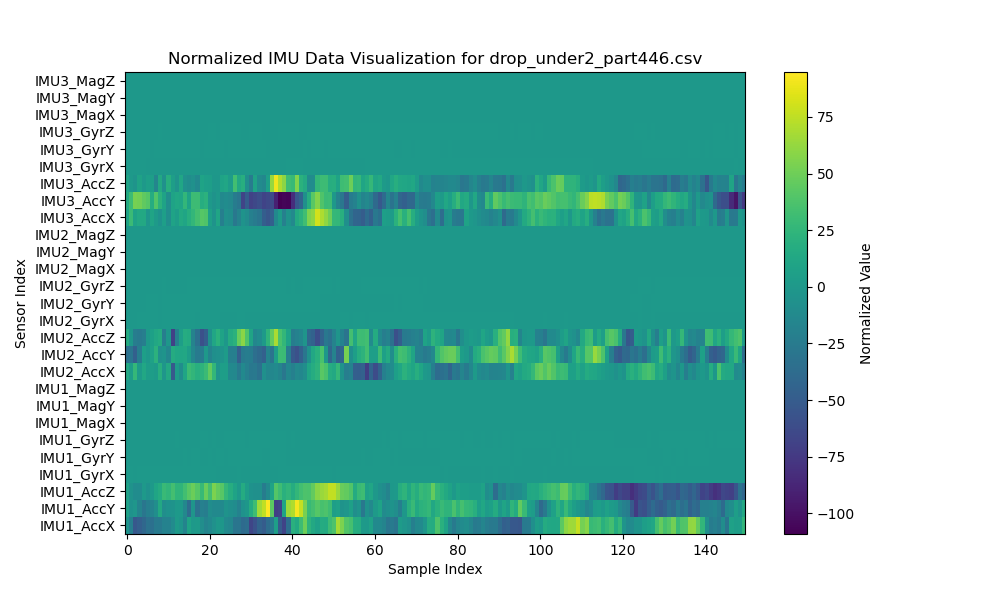 Normalized IMU Data Visualization for drop_under2_part446.csv
IMU3_MagZ
IMU3_MagY
IMU3_MagX
IMU3_GyrZ
IMU3_GyrY
IMU3_GyrX
IMU3_AccZ
IMU3_AccY
IMU3_AccX
IMU2_MagZ
IMU2_MagY
IMU2_MagX
IMU2_GyrZ
IMU2_GyrY
IMU2_GyrX
IMU2_AccZ
IMU2_AccY
IMU2_AccX
IMU1_MagZ
IMU1_MagY
IMU1_MagX
IMU1_GyrZ
IMU1_GyrY
IMU1_GyrX
IMU1_AccZ
IMU1_AccY
IMU1_AccX
Sensor Index
0 20 40 60 80 100 120 140
Sample Index
75
50
25
0
−25
−50
−75
−100
Normalized Value